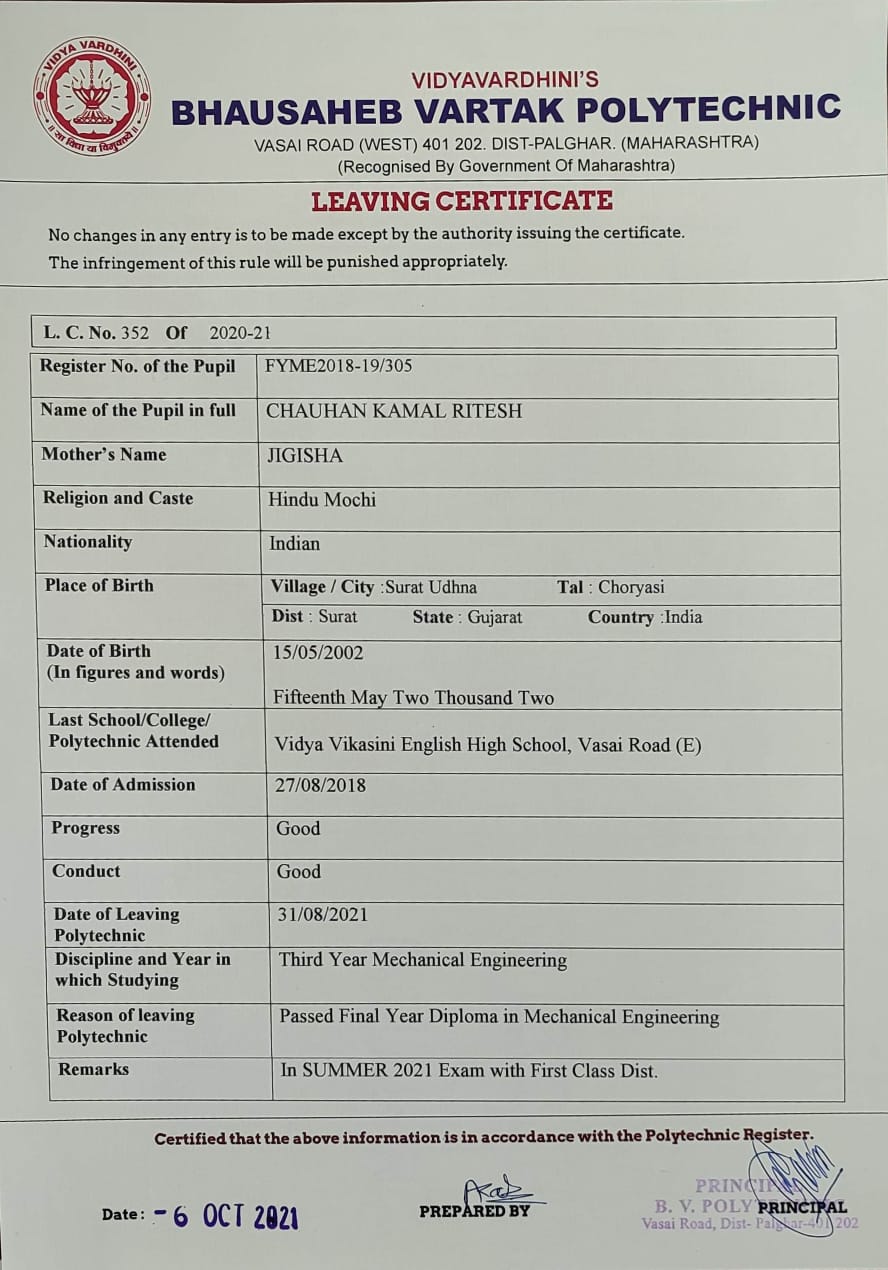 VIDYA VARDHINI
॥ सा विद्या या विमुक्तये ॥
VIDYAVARDHINI'S
BHAUSAHEB VARTAK POLYTECHNIC
VASAI ROAD (WEST) 401 202. DIST-PALGHAR. (MAHARASHTRA)
(Recognised By Government Of Maharashtra)
LEAVING CERTIFICATE
No changes in any entry is to be made except by the authority issuing the certificate.
The infringement of this rule will be punished appropriately.
L. C. No. 352 Of 2020-21
Register No. of the Pupil FYME2018-19/305
Name of the Pupil in full CHAUHAN KAMAL RITESH
Mother's Name JIGISHA
Religion and Caste Hindu Mochi
Nationality Indian
Place of Birth Village / City :Surat Udhna Tal : Choryasi
Dist : Surat State : Gujarat Country :India
Date of Birth 15/05/2002
(In figures and words)
Fifteenth May Two Thousand Two
Last School/College/
Polytechnic Attended Vidya Vikasini English High School, Vasai Road (E)
Date of Admission 27/08/2018
Progress Good
Conduct Good
Date of Leaving 31/08/2021
Polytechnic
Discipline and Year in Third Year Mechanical Engineering
which Studying
Reason of leaving Passed Final Year Diploma in Mechanical Engineering
Polytechnic
Remarks In SUMMER 2021 Exam with First Class Dist.
Certified that the above information is in accordance with the Polytechnic Register.
Date: - 6 OCT 2021 PREPARED BY PRINCIPAL
B. V.
Vasai Road, Dist- Palghar-401 202